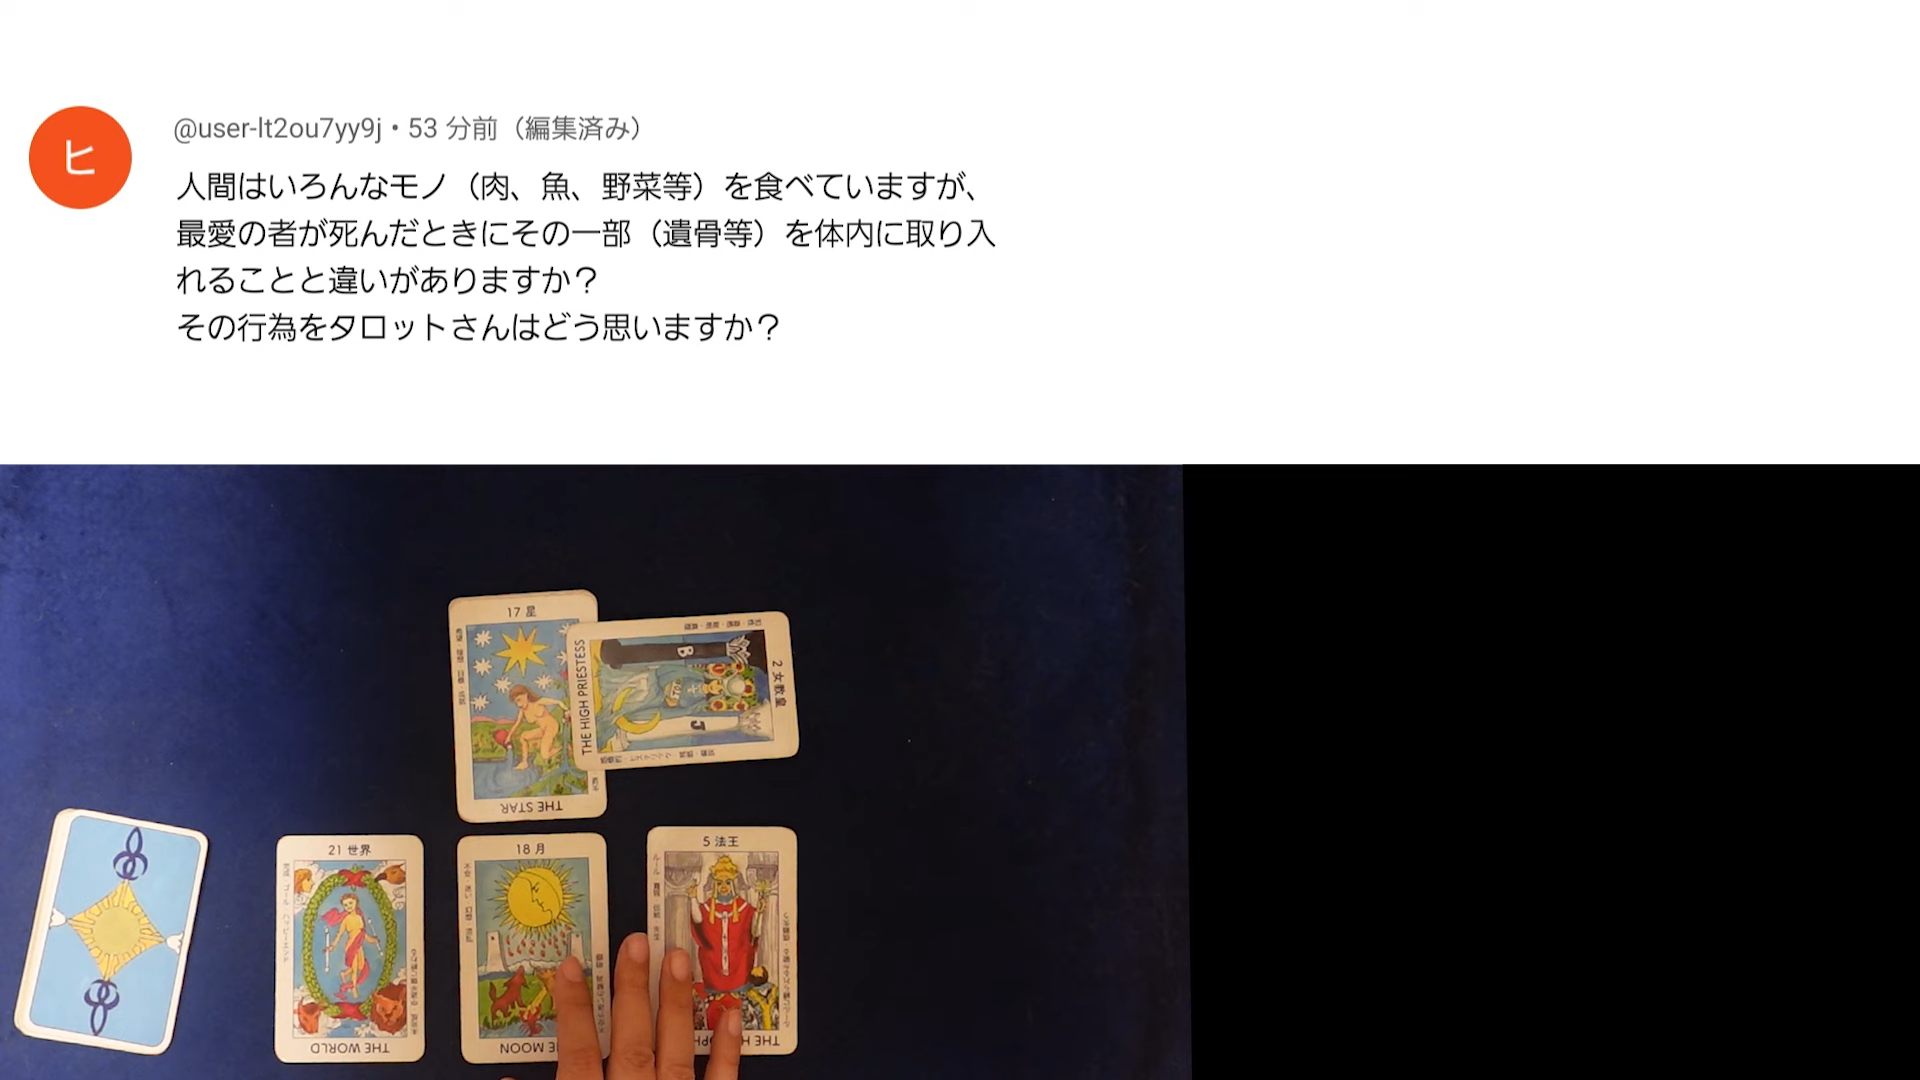 ヒ
@user-lt2ou7yy9j・53 分前（編集済み）
人間はいろんなモノ（肉、魚、野菜等）を食べていますが、
最愛の者が死んだときにその一部（遺骨等）を体内に取り入
れることと違いがありますか？
その行為をタロットさんはどう思いますか？
17 星
THE STAR
THE HIGH PRIESTESS
B
J
2 女教皇
21 世界
THE WORLD
18 月
MOON
5 法王
THE H